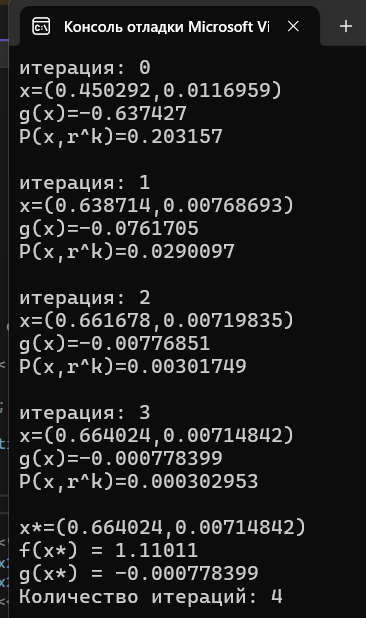 Консоль отладки Microsoft Vi
итерация: 0
x=(0.450292,0.0116959)
g(x)=-0.637427
P(x,r^k)=0.203157
итерация: 1
x=(0.638714,0.00768693)
g(x)=-0.0761705
P(x,r^k)=0.0290097
итерация: 2
x=(0.661678,0.00719835)
g(x)=-0.00776851
P(x,r^k)=0.00301749
итерация: 3
x=(0.664024,0.00714842)
g(x)=-0.000778399
P(x,r^k)=0.000302953
x*=(0.664024,0.00714842)
f(x*) = 1.11011
g(x*) = -0.000778399
Количество итераций: 4